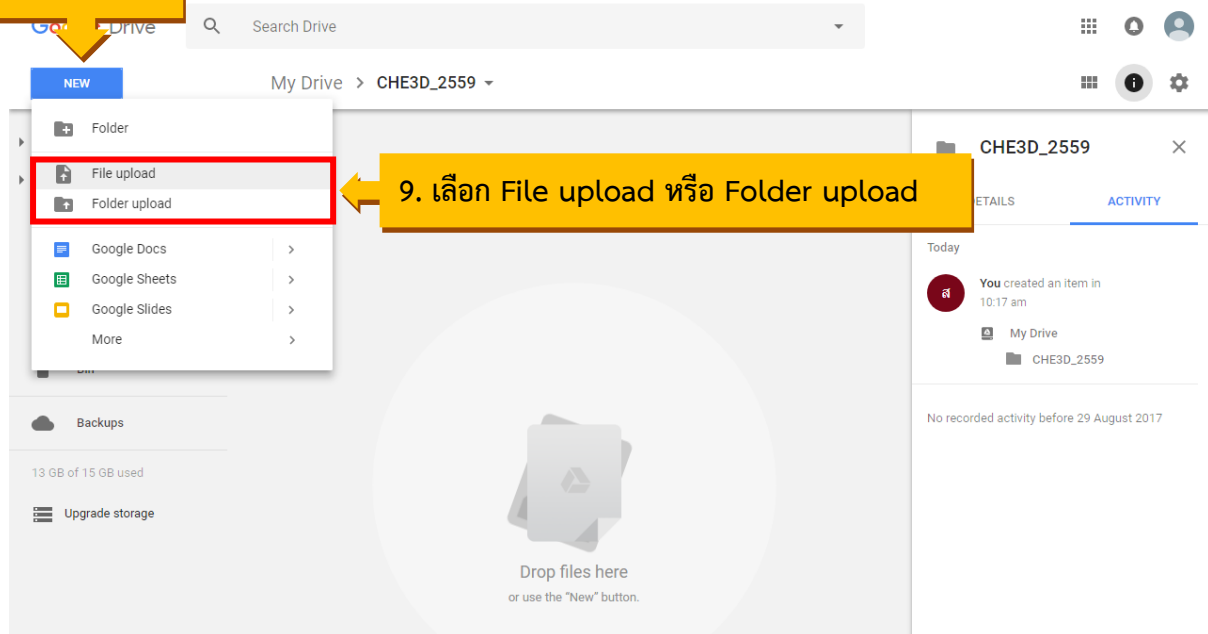 Drive
Search Drive
NEW
My Drive > CHE3D_2559
Folder
File upload
Folder upload
Google Docs
Google Sheets
Google Slides
More
9. เลือก File upload หรือ Folder upload
Backups
13 GB of 15 GB used
Upgrade storage
Drop files here
or use the "New" button.
CHE3D_2559
ETAILS
ACTIVITY
Today
ส
You created an item in
10:17 am
My Drive
CHE3D_2559
No recorded activity before 29 August 2017